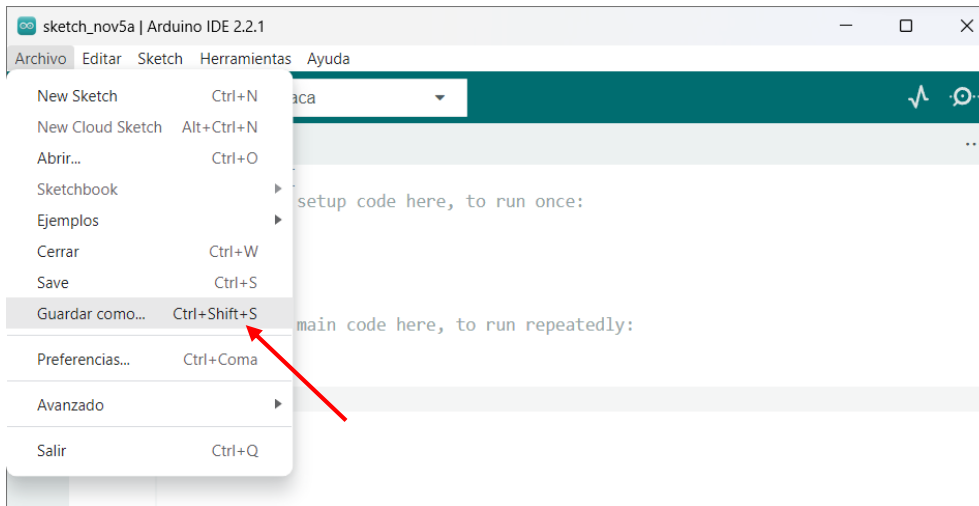 sketch_nov5a | Arduino IDE 2.2.1
Archivo Editar Sketch Herramientas Ayuda
New Sketch Ctrl+N
New Cloud Sketch Alt+Ctrl+N
Abrir... Ctrl+O
Sketchbook
Ejemplos
Cerrar Ctrl+W
Save Ctrl+S
Guardar como... Ctrl+Shift+S
Preferencias... Ctrl+Coma
Avanzado
Salir Ctrl+Q
aca
setup code here, to run once:
main code here, to run repeatedly: